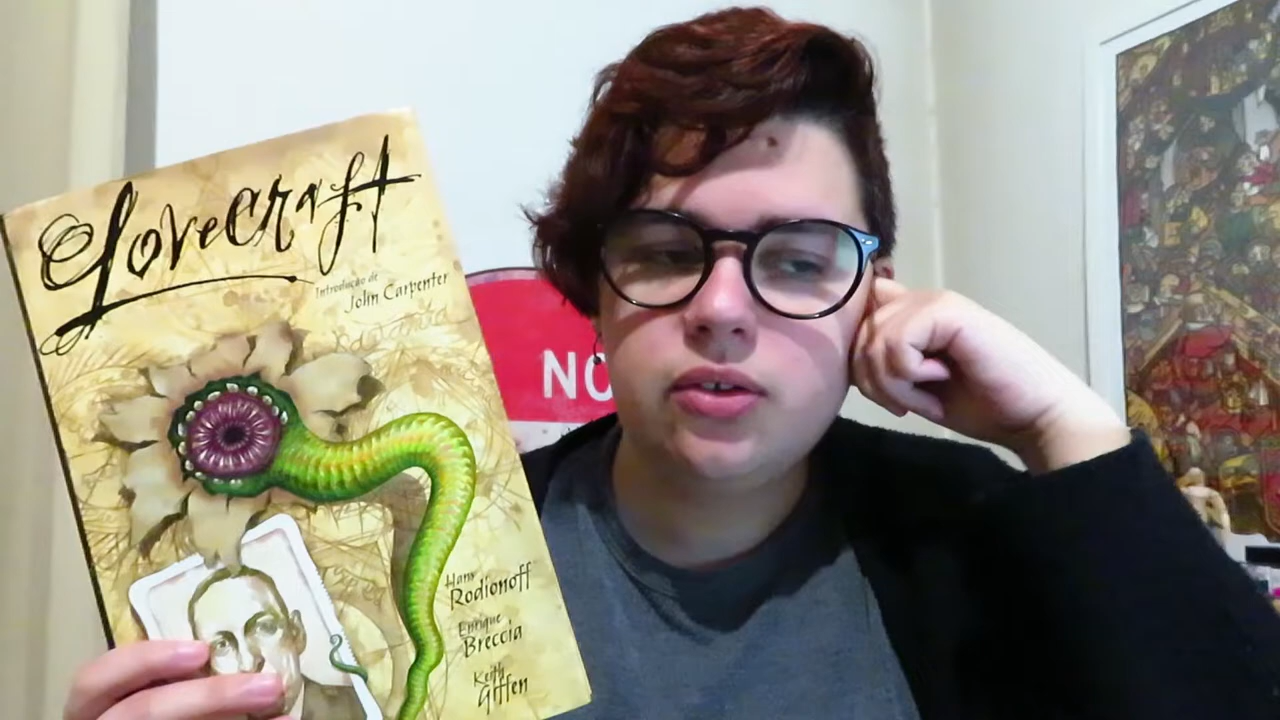 Lovecraft
Introdução de
John Carpenter
Hans
Rodionoff
Enrique
Breccia
Keith
Giffen
NO